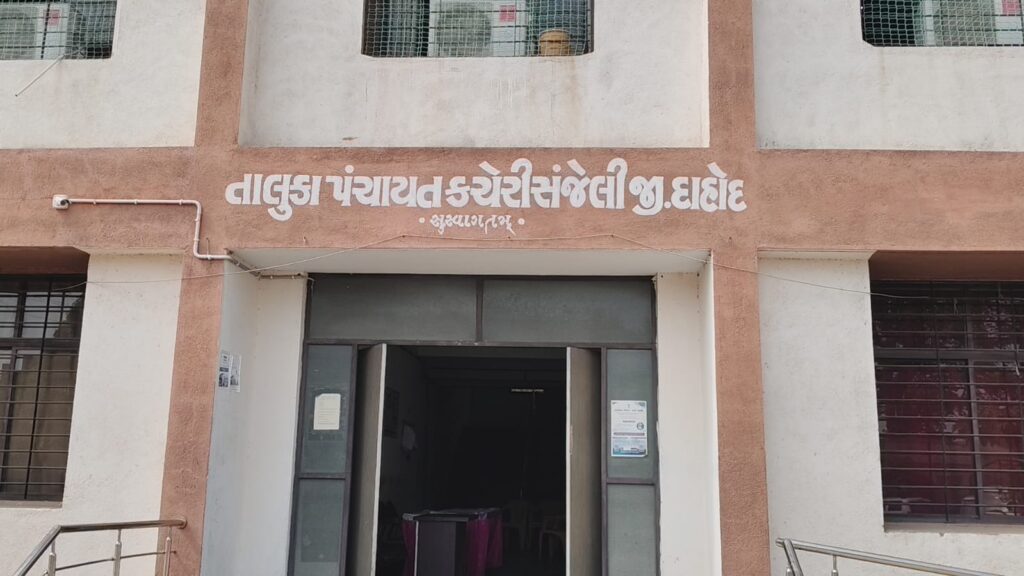 તાલુકા પંચાયત કચેરી સંજેલી જી. દાહોદ
• સુસ્વાગતમ્ •